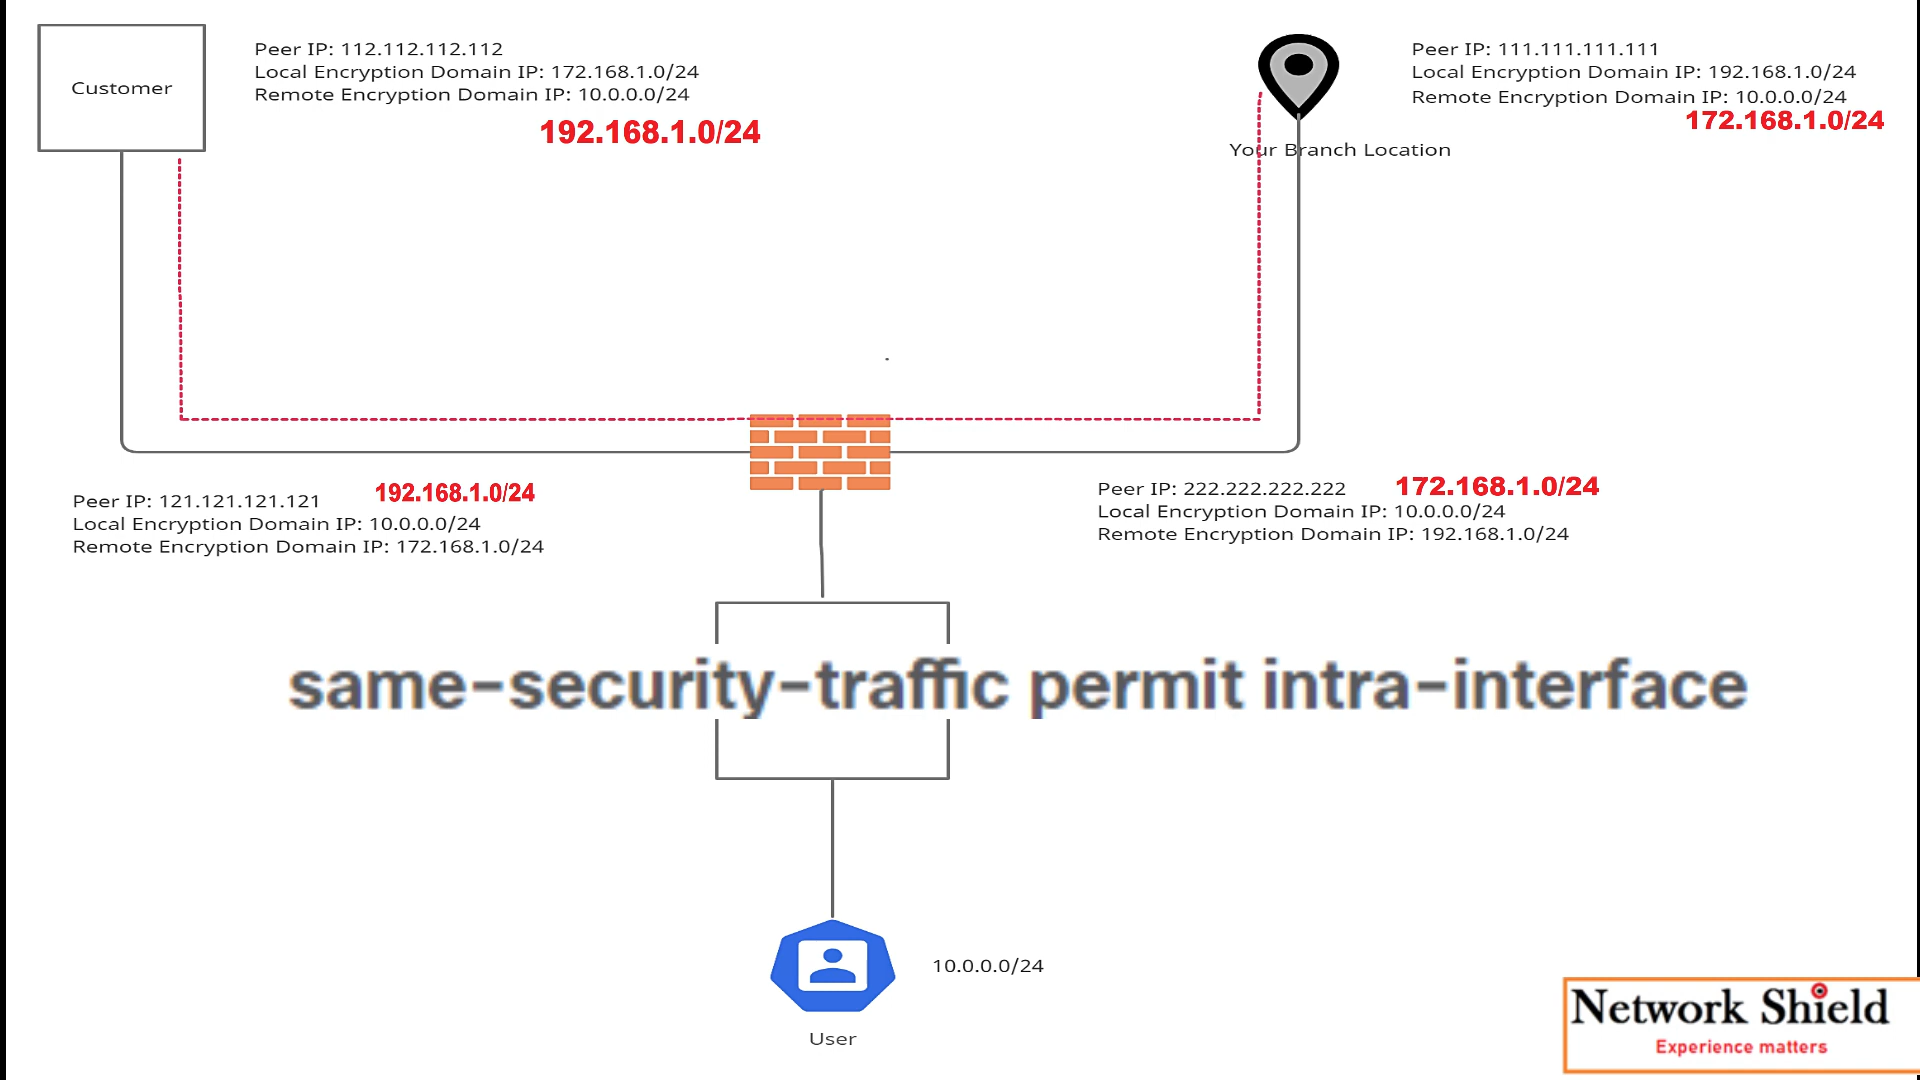 Customer
Peer IP: 112.112.112.112
Local Encryption Domain IP: 172.168.1.0/24
Remote Encryption Domain IP: 10.0.0.0/24
192.168.1.0/24
Peer IP: 111.111.111.111
Local Encryption Domain IP: 192.168.1.0/24
Remote Encryption Domain IP: 10.0.0.0/24
172.168.1.0/24
Your Branch Location
Peer IP: 121.121.121.121
192.168.1.0/24
Local Encryption Domain IP: 10.0.0.0/24
Remote Encryption Domain IP: 172.168.1.0/24
Peer IP: 222.222.222.222
172.168.1.0/24
Local Encryption Domain IP: 10.0.0.0/24
Remote Encryption Domain IP: 192.168.1.0/24
same-security-traffic permit intra-interface
10.0.0.0/24
User
Network Shield
Experience matters